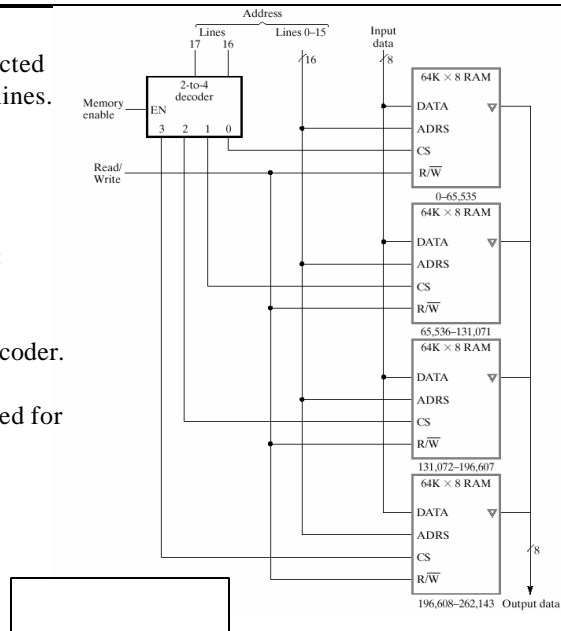 Address
Lines
Lines 0–15
Input
data
17 16
16
8
cted
lines.
2-to-4
decoder
Memory
enable
EN
3 2 1 0
Read/
Write
64K × 8 RAM
DATA
ADRS
CS
R/W̅
0–65,535
64K × 8 RAM
DATA
ADRS
CS
R/W̅
65,536–131,071
coder.
64K × 8 RAM
DATA
ADRS
ed for
CS
R/W̅
131,072–196,607
64K × 8 RAM
DATA
ADRS
CS
8
R/W̅
196,608–262,143 Output data